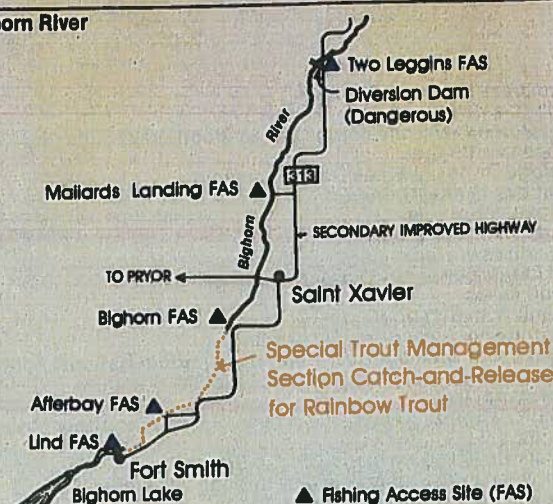 orn River
Two Leggins FAS
Diversion Dam
(Dangerous)
River
313
Mallards Landing FAS
SECONDARY IMPROVED HIGHWAY
Bighorn
TO PRYOR
Saint Xavier
Bighorn FAS
Special Trout Management
Section Catch-and-Release
for Rainbow Trout
Afterbay FAS
Lind FAS
Fort Smith
Bighorn Lake
Fishing Access Site (FAS)